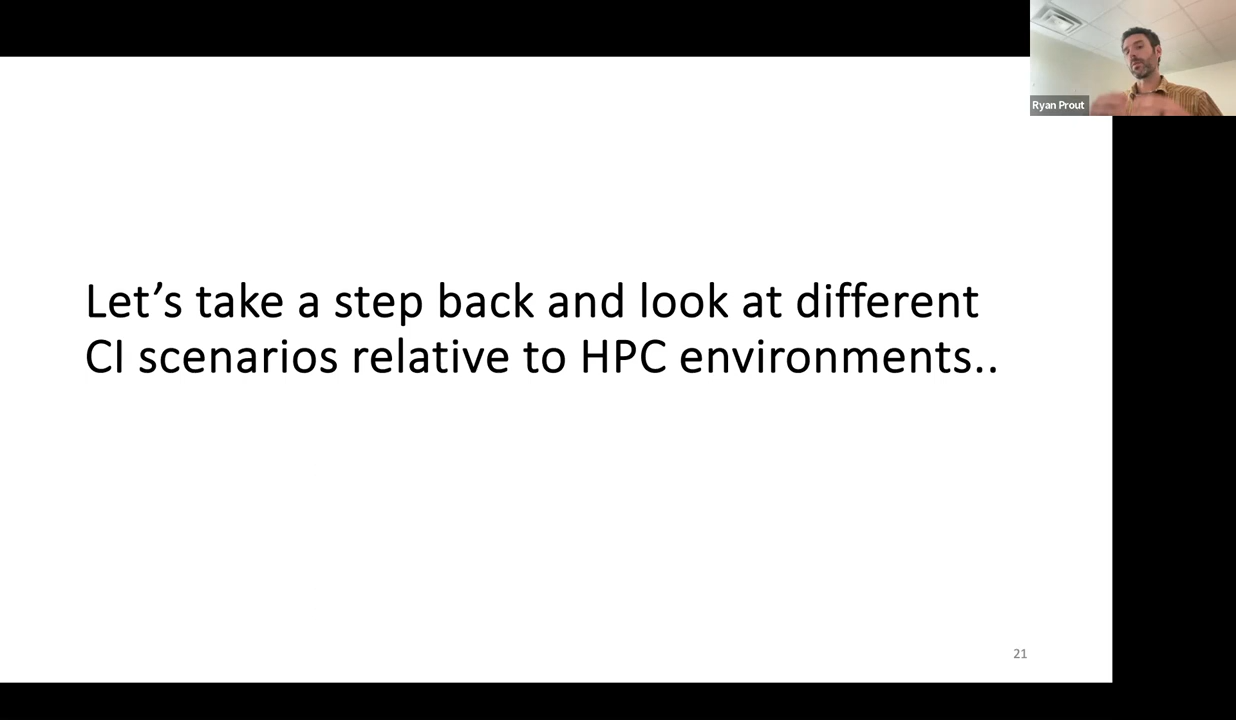 Ryan Prout
Let’s take a step back and look at different
CI scenarios relative to HPC environments..
21